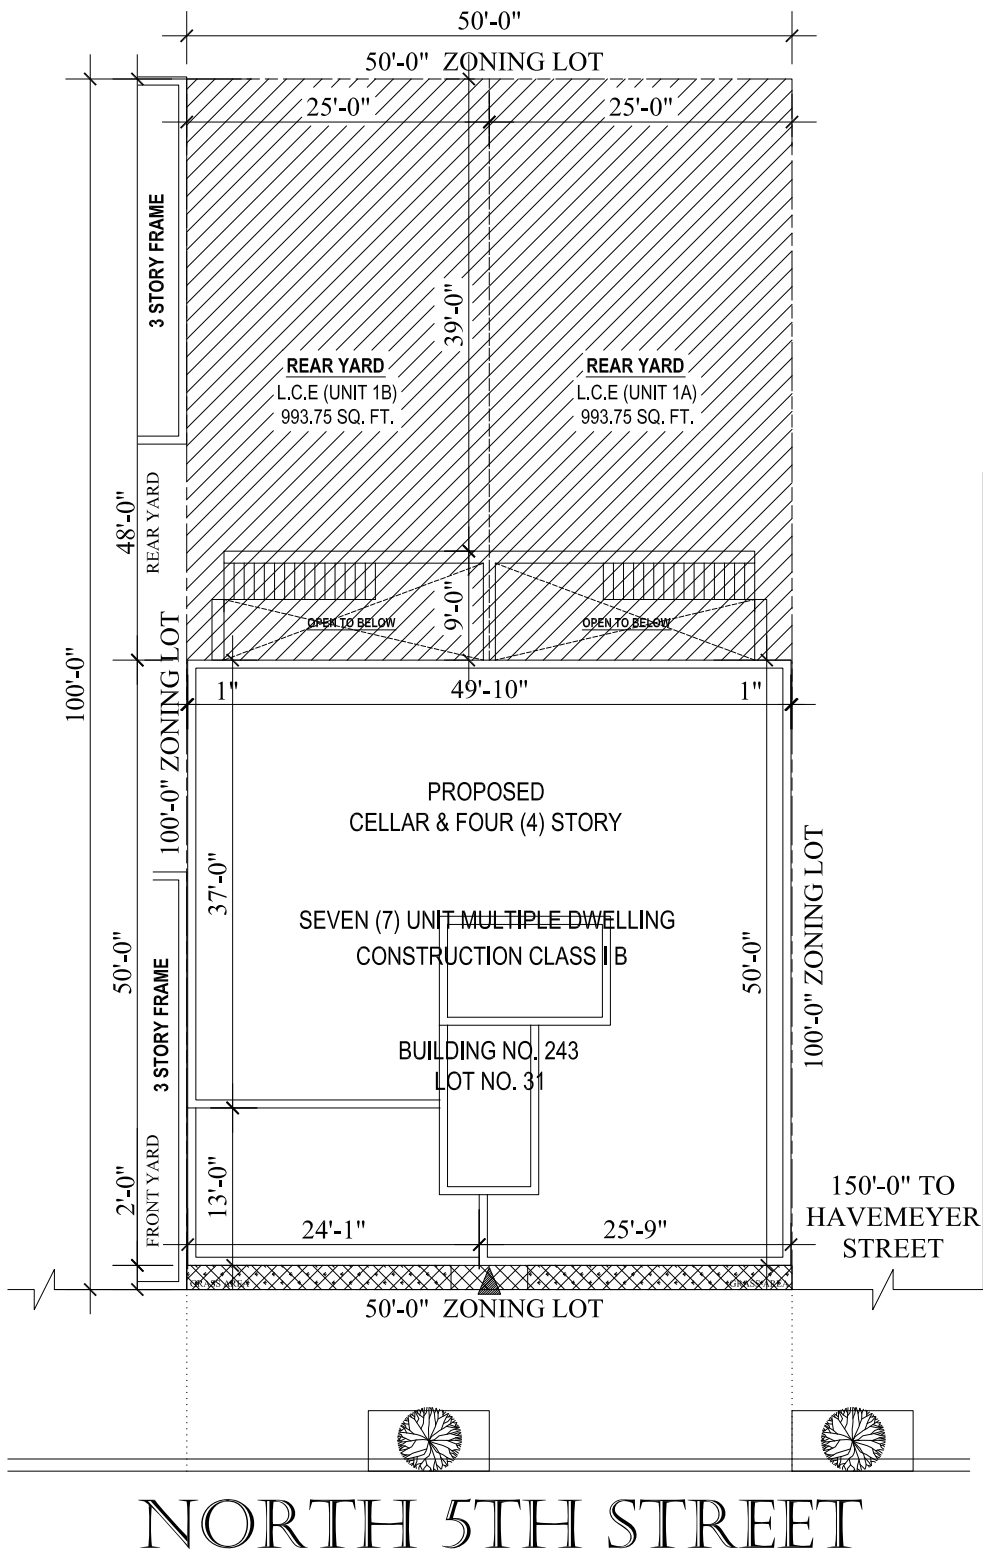 50'-0"
50'-0" ZONING LOT
25'-0"
25'-0"
3 STORY FRAME
39'-0"
REAR YARD
L.C.E (UNIT 1B)
993.75 SQ. FT.
REAR YARD
L.C.E (UNIT 1A)
993.75 SQ. FT.
48'-0"
REAR YARD
9'-0"
OPEN TO BELOW
OPEN TO BELOW
100'-0"
100'-0" ZONING LOT
1"
49'-10"
1"
PROPOSED
CELLAR & FOUR (4) STORY
37'-0"
SEVEN (7) UNIT MULTIPLE DWELLING
CONSTRUCTION CLASS I B
50'-0"
3 STORY FRAME
50'-0"
100'-0" ZONING LOT
BUILDING NO. 243
LOT NO. 31
2'-0"
FRONT YARD
13'-0"
24'-1"
25'-9"
150'-0" TO
HAVEMEYER
STREET
GRASS AREA
GRASS AREA
50'-0" ZONING LOT
NORTH 5TH STREET